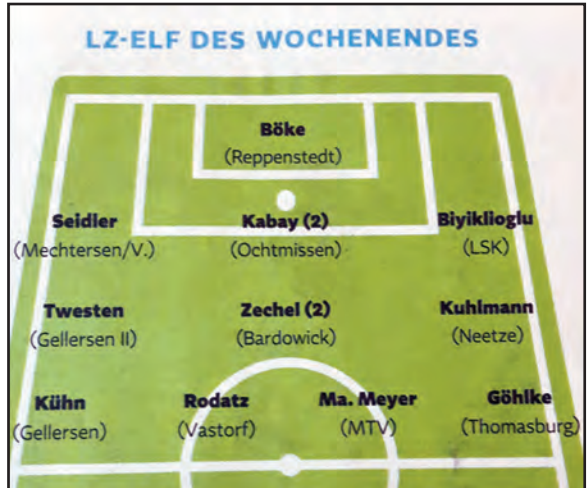 LZ-ELF DES WOCHENENDES
Böke
(Reppenstedt)
Seidler Kabay (2) Biyiklioglu
(Mechtersen/V.) (Ochtmissen) (LSK)
Twesten Zechel (2) Kuhlmann
(Gellersen II) (Bardowick) (Neetze)
Kühn Rodatz Ma. Meyer Göhlke
(Gellersen) (Vastorf) (MTV) (Thomasburg)